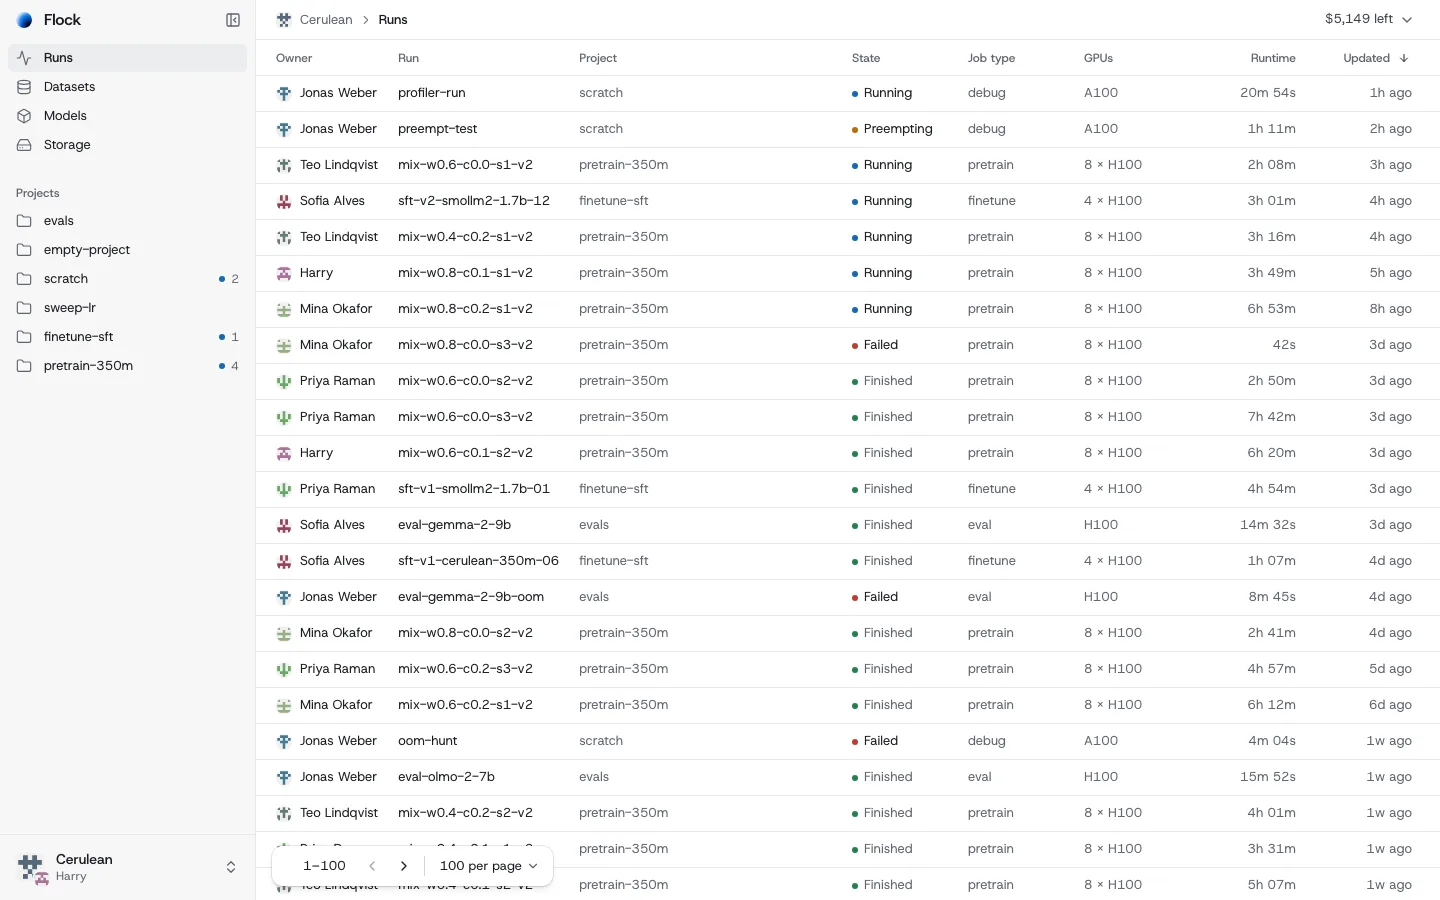 Flock
Runs
Datasets
Models
Storage
Projects
evals
empty-project
scratch 2
sweep-lr
finetune-sft 1
pretrain-350m 4
Cerulean
Harry
Cerulean > Runs
$5,149 left
Owner Run Project State Job type GPUs Runtime Updated ↓
Jonas Weber profiler-run scratch Running debug A100 20m 54s 1h ago
Jonas Weber preempt-test scratch Preempting debug A100 1h 11m 2h ago
Teo Lindqvist mix-w0.6-c0.0-s1-v2 pretrain-350m Running pretrain 8 × H100 2h 08m 3h ago
Sofia Alves sft-v2-smollm2-1.7b-12 finetune-sft Running finetune 4 × H100 3h 01m 4h ago
Teo Lindqvist mix-w0.4-c0.2-s1-v2 pretrain-350m Running pretrain 8 × H100 3h 16m 4h ago
Harry mix-w0.8-c0.1-s1-v2 pretrain-350m Running pretrain 8 × H100 3h 49m 5h ago
Mina Okafor mix-w0.8-c0.2-s1-v2 pretrain-350m Running pretrain 8 × H100 6h 53m 8h ago
Mina Okafor mix-w0.8-c0.0-s3-v2 pretrain-350m Failed pretrain 8 × H100 42s 3d ago
Priya Raman mix-w0.6-c0.0-s2-v2 pretrain-350m Finished pretrain 8 × H100 2h 50m 3d ago
Priya Raman mix-w0.6-c0.0-s3-v2 pretrain-350m Finished pretrain 8 × H100 7h 42m 3d ago
Harry mix-w0.6-c0.1-s2-v2 pretrain-350m Finished pretrain 8 × H100 6h 20m 3d ago
Priya Raman sft-v1-smollm2-1.7b-01 finetune-sft Finished finetune 4 × H100 4h 54m 3d ago
Sofia Alves eval-gemma-2-9b evals Finished eval H100 14m 32s 3d ago
Sofia Alves sft-v1-cerulean-350m-06 finetune-sft Finished finetune 4 × H100 1h 07m 4d ago
Jonas Weber eval-gemma-2-9b-oom evals Failed eval H100 8m 45s 4d ago
Mina Okafor mix-w0.8-c0.0-s2-v2 pretrain-350m Finished pretrain 8 × H100 2h 41m 4d ago
Priya Raman mix-w0.6-c0.2-s3-v2 pretrain-350m Finished pretrain 8 × H100 4h 57m 5d ago
Mina Okafor mix-w0.6-c0.2-s1-v2 pretrain-350m Finished pretrain 8 × H100 6h 12m 6d ago
Jonas Weber oom-hunt scratch Failed debug A100 4m 04s 1w ago
Jonas Weber eval-olmo-2-7b evals Finished eval H100 15m 52s 1w ago
Teo Lindqvist mix-w0.4-c0.2-s2-v2 pretrain-350m Finished pretrain 8 × H100 4h 01m 1w ago
pretrain-350m Finished pretrain 8 × H100 3h 31m 1w ago
1–100 100 per page
pretrain-350m Finished pretrain 8 × H100 5h 07m 1w ago